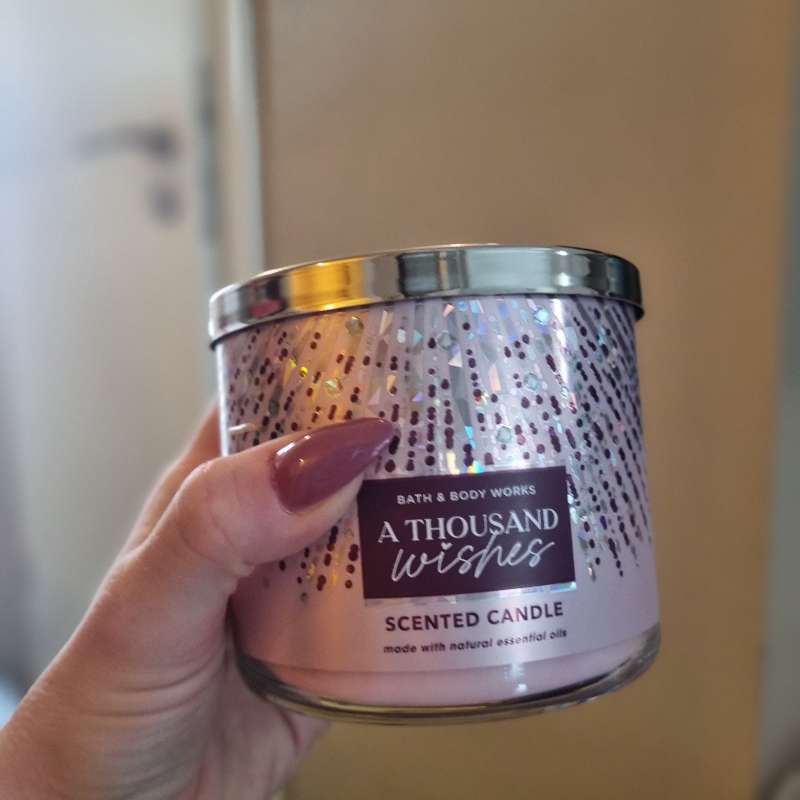 BATH & BODY WORKS
A THOUSAND
wishes
SCENTED CANDLE
made with natural essential oils